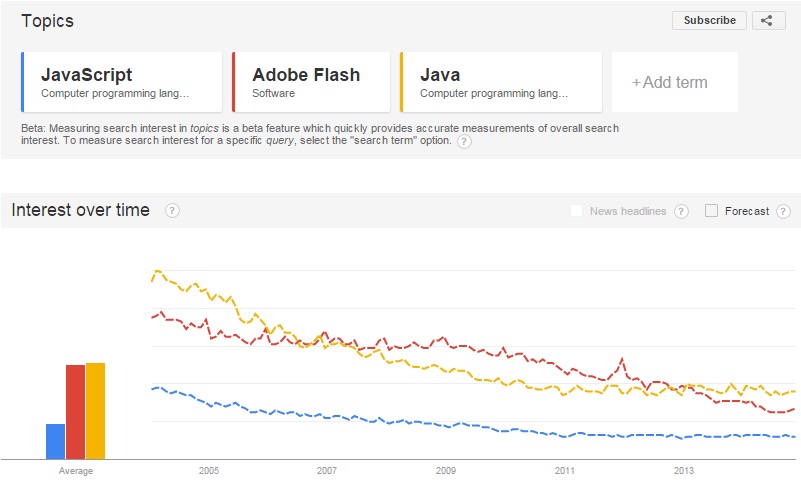 Topics
Subscribe
JavaScript
Computer programming lang...
Adobe Flash
Software
Java
Computer programming lang...
+Add term
Beta: Measuring search interest in topics is a beta feature which quickly provides accurate measurements of overall search
interest. To measure search interest for a specific query, select the "search term" option. ?
Interest over time ?
News headlines ?
Forecast ?
Average
2005
2007
2009
2011
2013